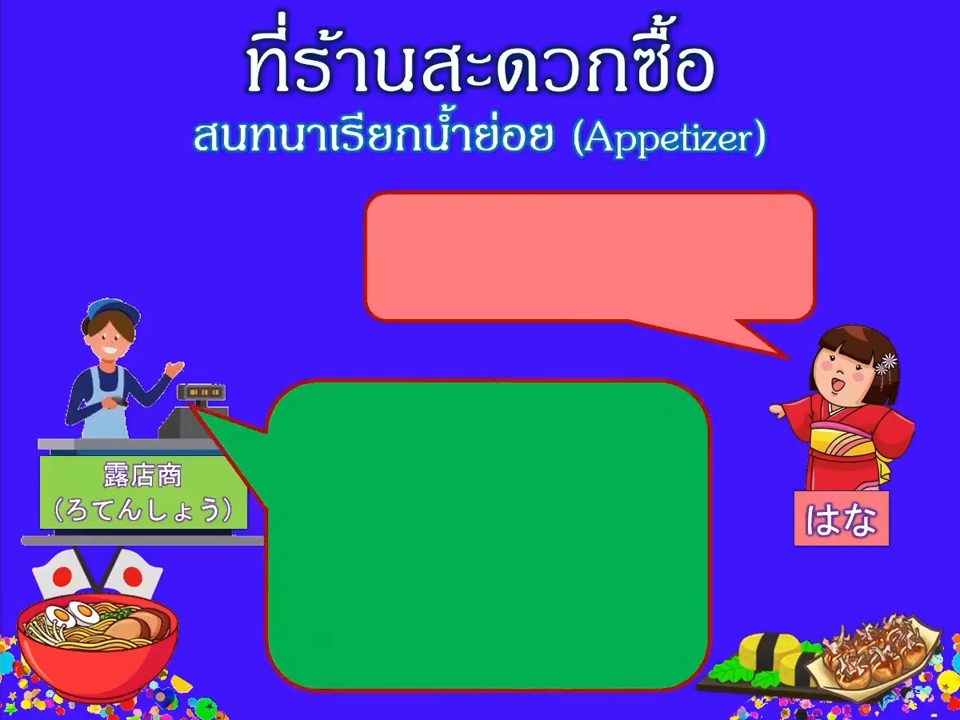 ที่ร้านสะดวกซื้อ
สนทนาเรียกน้ำย่อย (Appetizer)
露店商
（ろてんしょう）
はな